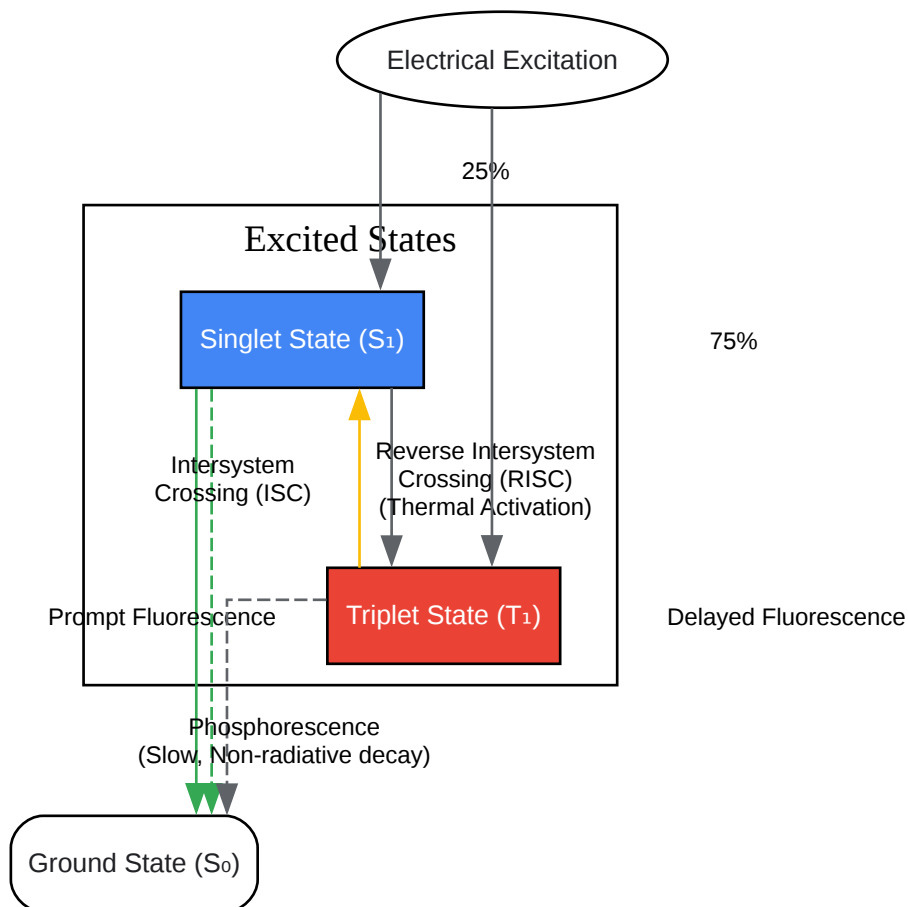 Electrical Excitation
25%
Excited States
Singlet State (S₁)
75%
Intersystem
Crossing (ISC)
Reverse Intersystem
Crossing (RISC)
(Thermal Activation)
Prompt Fluorescence
Triplet State (T₁)
Delayed Fluorescence
Phosphorescence
(Slow, Non-radiative decay)
Ground State (S₀)